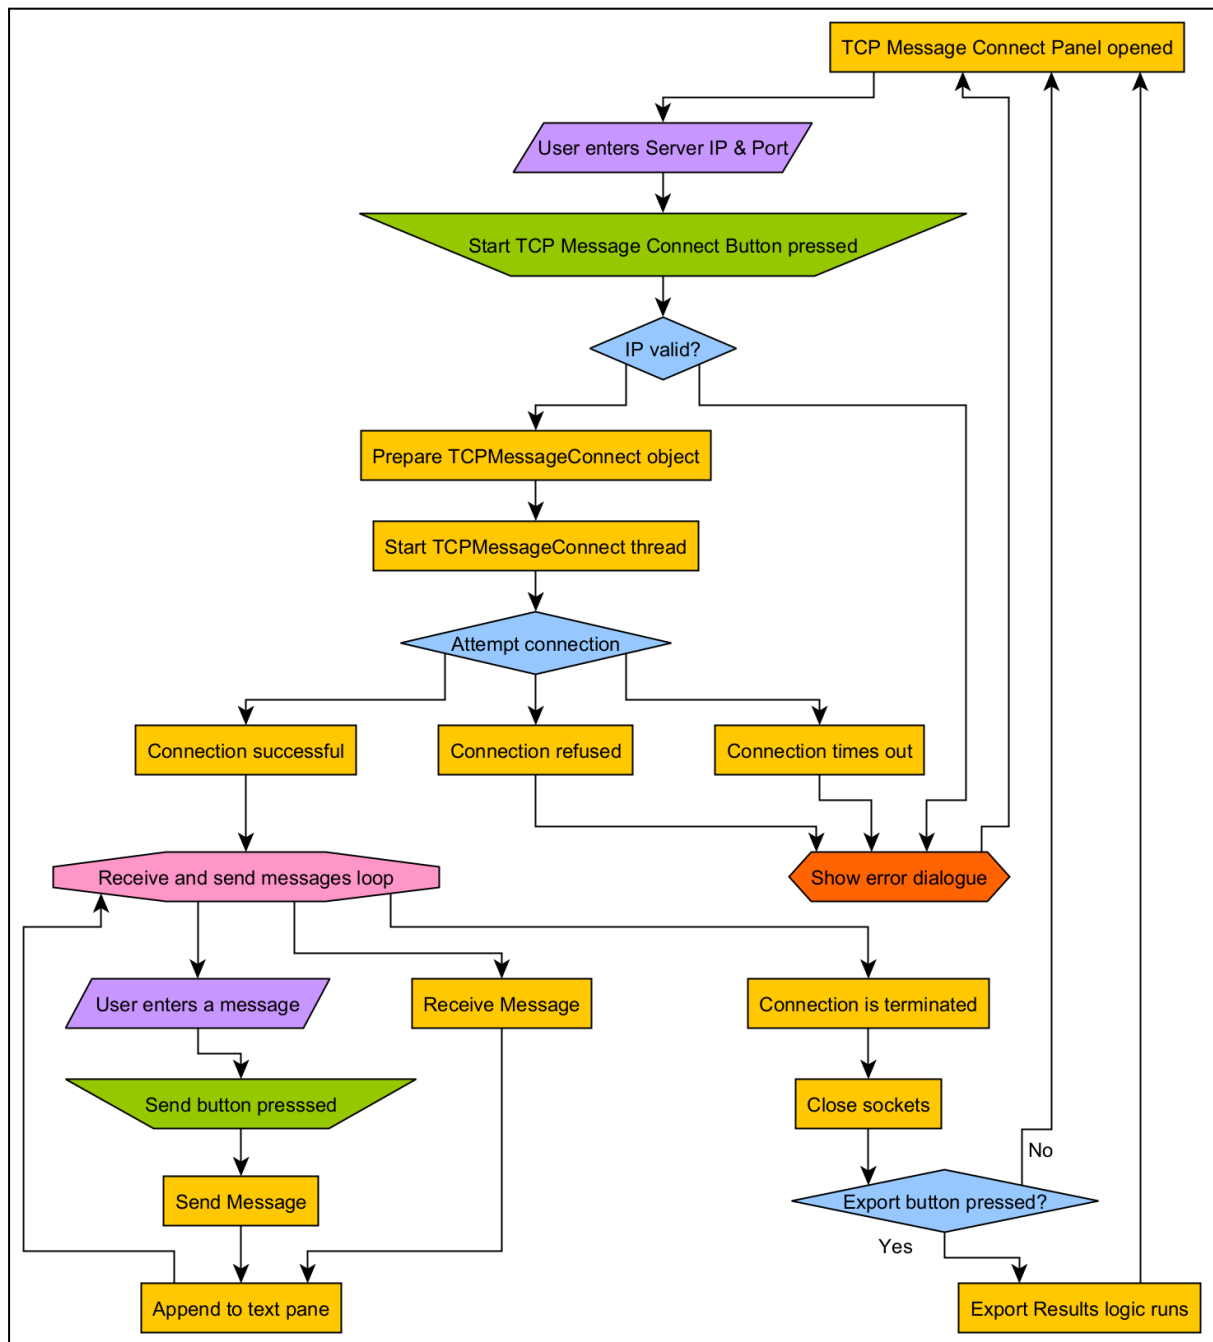 TCP Message Connect Panel opened
User enters Server IP & Port
Start TCP Message Connect Button pressed
IP valid?
Prepare TCPMessageConnect object
Start TCPMessageConnect thread
Attempt connection
Connection successful
Connection refused
Connection times out
Receive and send messages loop
Show error dialogue
User enters a message
Receive Message
Connection is terminated
Send button presssed
Close sockets
No
Send Message
Export button pressed?
Yes
Append to text pane
Export Results logic runs